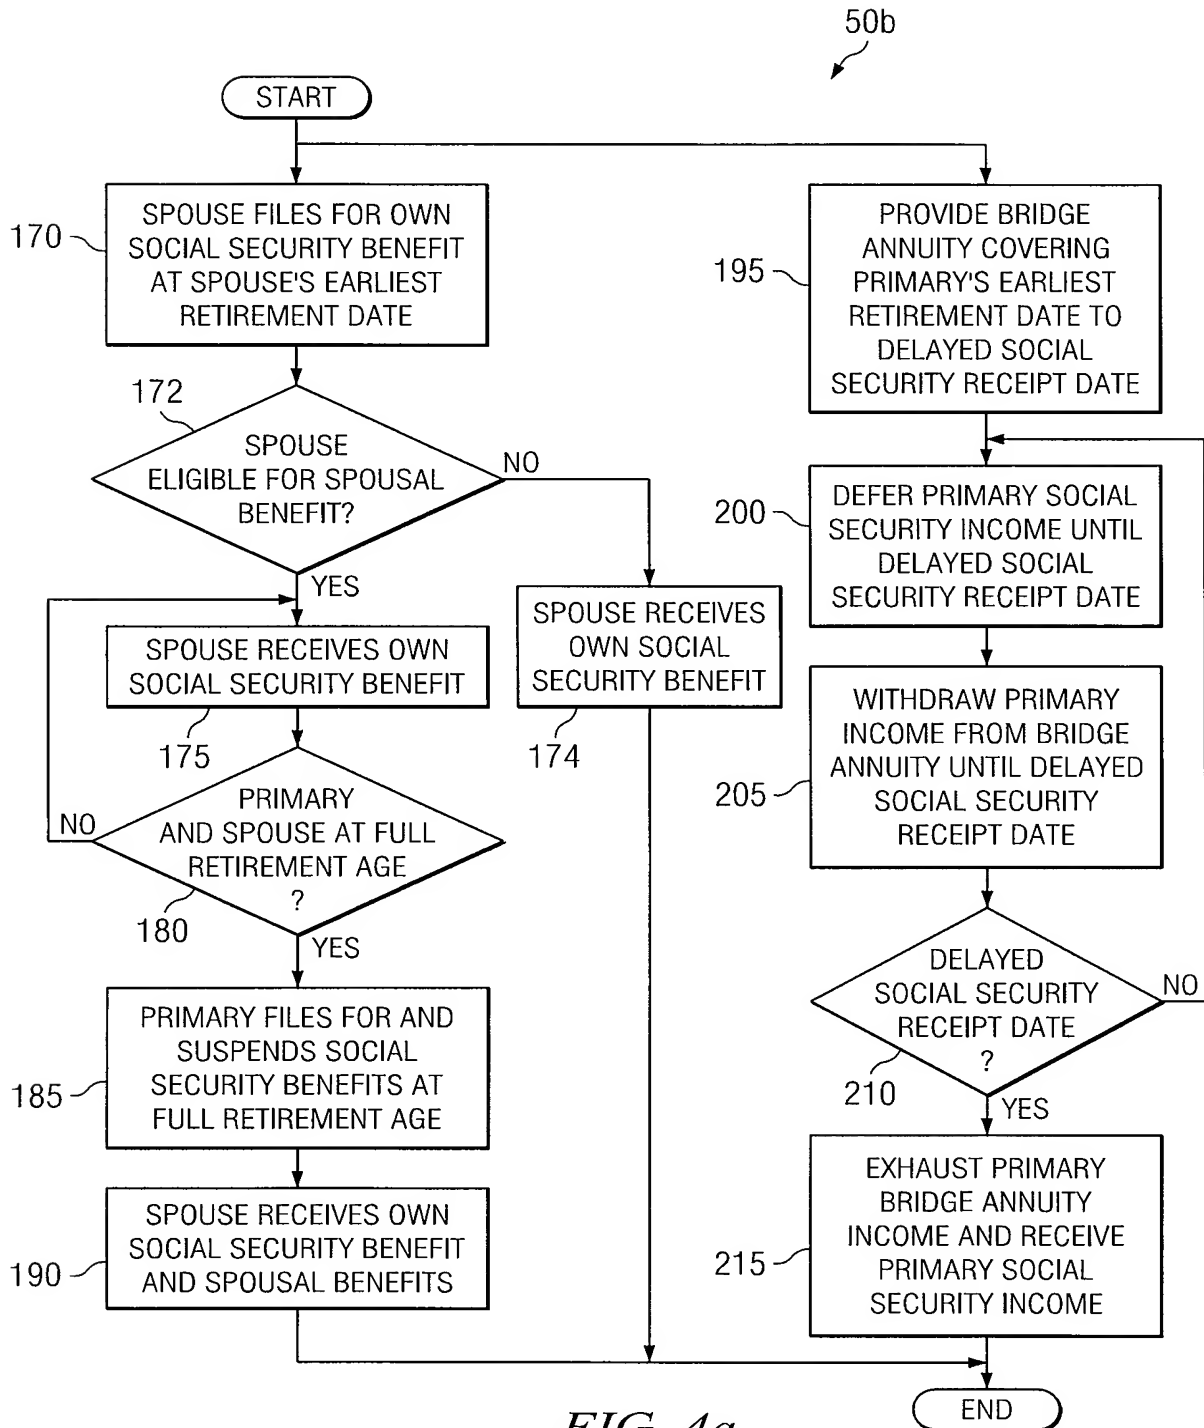 50b
START
170
SPOUSE FILES FOR OWN
SOCIAL SECURITY BENEFIT
AT SPOUSE'S EARLIEST
RETIREMENT DATE
172
SPOUSE
ELIGIBLE FOR SPOUSAL
BENEFIT?
NO
YES
SPOUSE RECEIVES OWN
SOCIAL SECURITY BENEFIT
175
SPOUSE RECEIVES
OWN SOCIAL
SECURITY BENEFIT
174
PRIMARY
AND SPOUSE AT FULL
RETIREMENT AGE
?
NO
180
YES
185
PRIMARY FILES FOR AND
SUSPENDS SOCIAL
SECURITY BENEFITS AT
FULL RETIREMENT AGE
190
SPOUSE RECEIVES OWN
SOCIAL SECURITY BENEFIT
AND SPOUSAL BENEFITS
195
PROVIDE BRIDGE
ANNUITY COVERING
PRIMARY'S EARLIEST
RETIREMENT DATE TO
DELAYED SOCIAL
SECURITY RECEIPT DATE
200
DEFER PRIMARY SOCIAL
SECURITY INCOME UNTIL
DELAYED SOCIAL
SECURITY RECEIPT DATE
205
WITHDRAW PRIMARY
INCOME FROM BRIDGE
ANNUITY UNTIL DELAYED
SOCIAL SECURITY
RECEIPT DATE
DELAYED
SOCIAL SECURITY
RECEIPT DATE
?
NO
210
YES
215
EXHAUST PRIMARY
BRIDGE ANNUITY
INCOME AND RECEIVE
PRIMARY SOCIAL
SECURITY INCOME
END
FIG. 4a